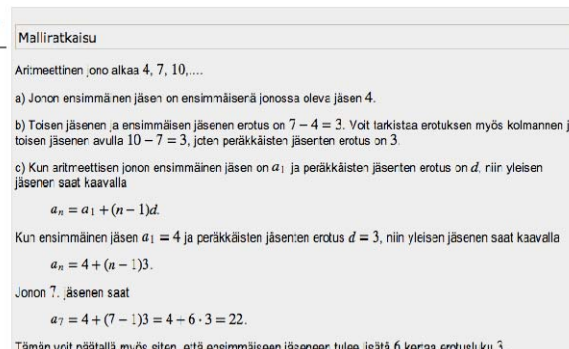 Malliratkaisu
Aritmeettinen jono alkaa 4, 7, 10,....
a) Jonon ensimmäinen jäsen on ensimmäisenä jonossa oleva jäsen 4.
b) Toisen jäsenen ja ensimmäisen jäsenen erotus on 7 − 4 = 3. Voit tarkistaa erotuksen myös kolmannen j
toisen jäsenen avulla 10 − 7 = 3, joten peräkkäisten jäsenten erotus on 3.
c) Kun aritmeettisen jonon ensimmäinen jäsen on a₁ ja peräkkäisten jäsenten erotus on d, niin yleisen
jäsenen saat kaavalla
aₙ = a₁ + (n − 1)d.
Kun ensimmäinen jäsen a₁ = 4 ja peräkkäisten jäsenten erotus d = 3, niin yleisen jäsenen saat kaavalla
aₙ = 4 + (n − 1)3.
Jonon 7. jäsenen saat
a₇ = 4 + (7 − 1)3 = 4 + 6 · 3 = 22.
Tämän voit päätellä myös siten, että ensimmäiseen jäseneen tulee lisätä 6 kertaa erotusluku 3.